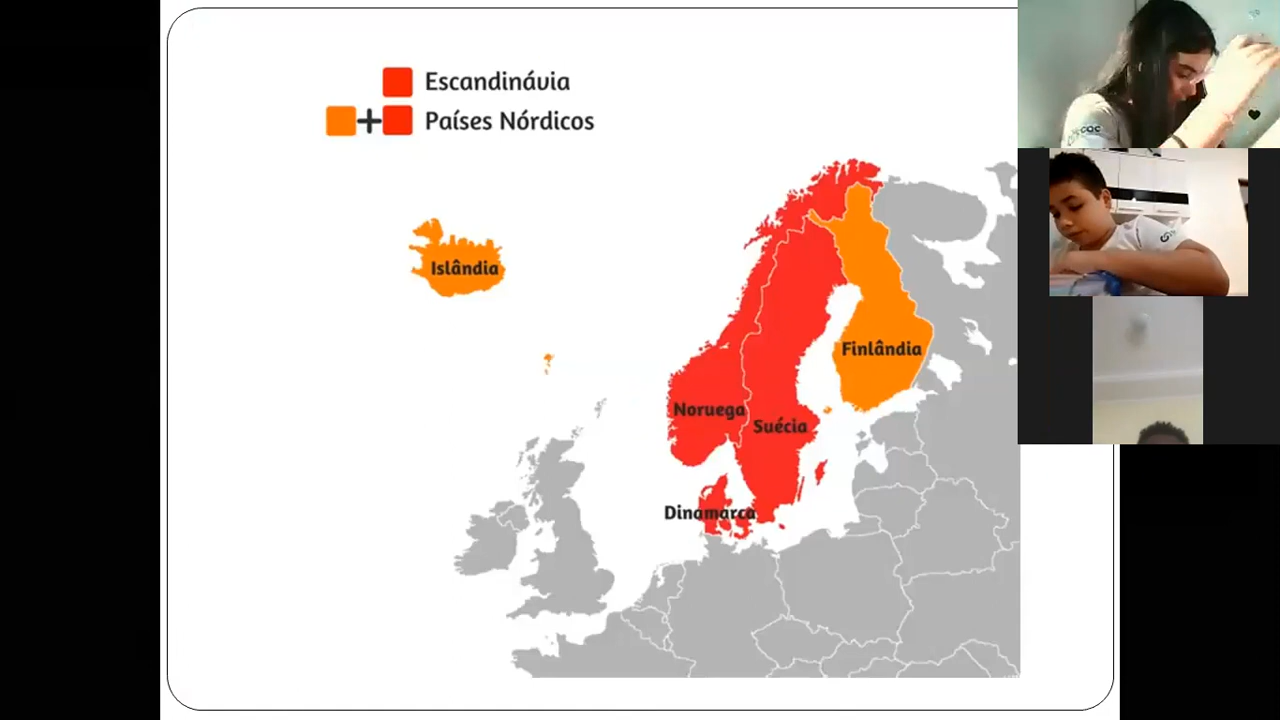 Escandinávia
Países Nórdicos
Islândia
Finlândia
Noruega
Suécia
Dinamarca